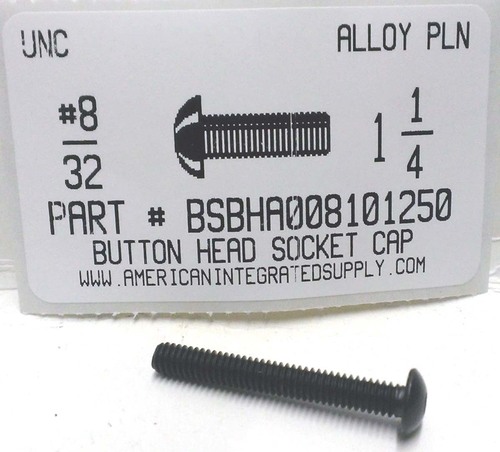 UNC ALLOY PLN
#8/32 1 1/4
PART # BSBHA008101250
BUTTON HEAD SOCKET CAP
WWW.AMERICANINTEGRATEDSUPPLY.COM